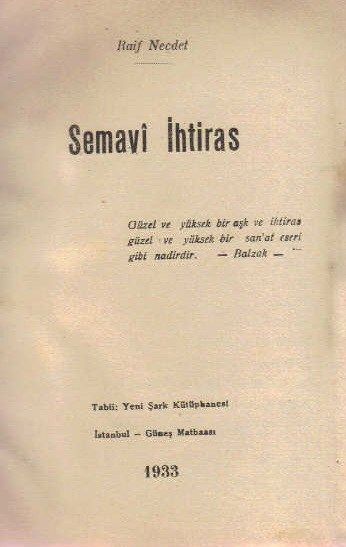 Raif Necdet
Semavî İhtiras
Güzel ve yüksek bir aşk ve ihtiras
güzel ve yüksek bir san'at eseri
gibi nadirdir. — Balzak —
Tabii: Yeni Şark Kütüphanesi
İstanbul — Güneş Matbaası
1933